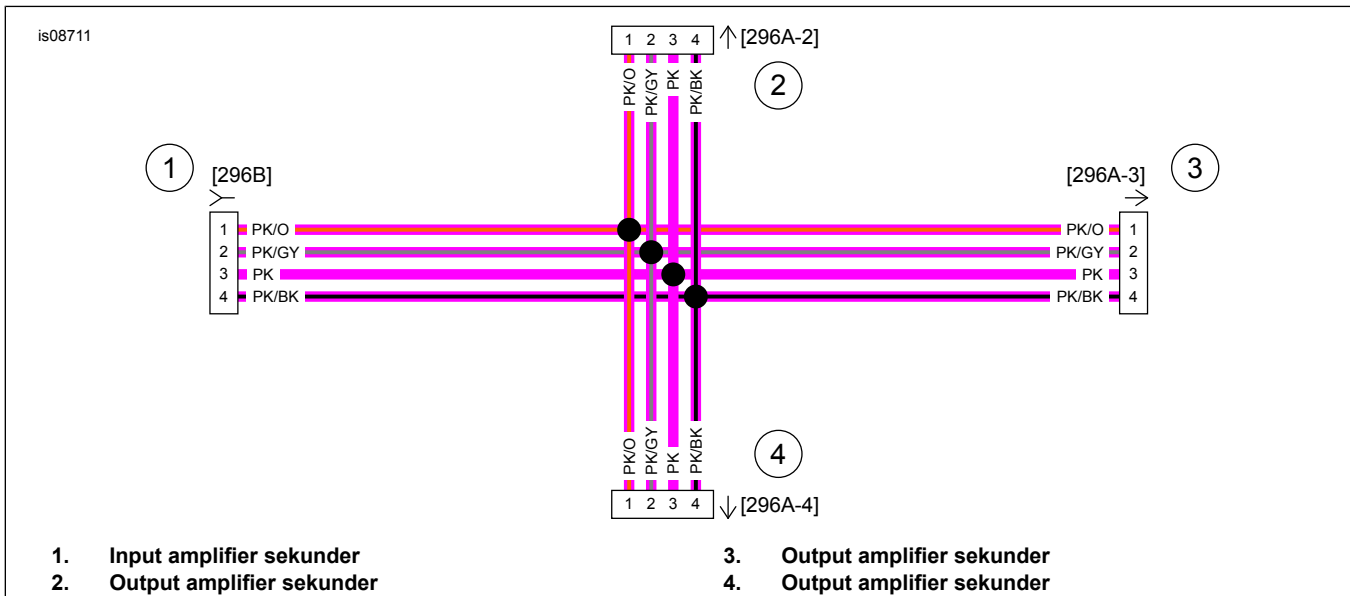 is08711
1 2 3 4 [296A-2]
PK/O PK/GY PK PK/BK
2
1 [296B]
[296A-3] 3
1 PK/O PK/O 1
2 PK/GY PK/GY 2
3 PK PK 3
4 PK/BK PK/BK 4
PK/O PK/GY PK PK/BK
4
1 2 3 4 [296A-4]
1. Input amplifier sekunder
2. Output amplifier sekunder
3. Output amplifier sekunder
4. Output amplifier sekunder